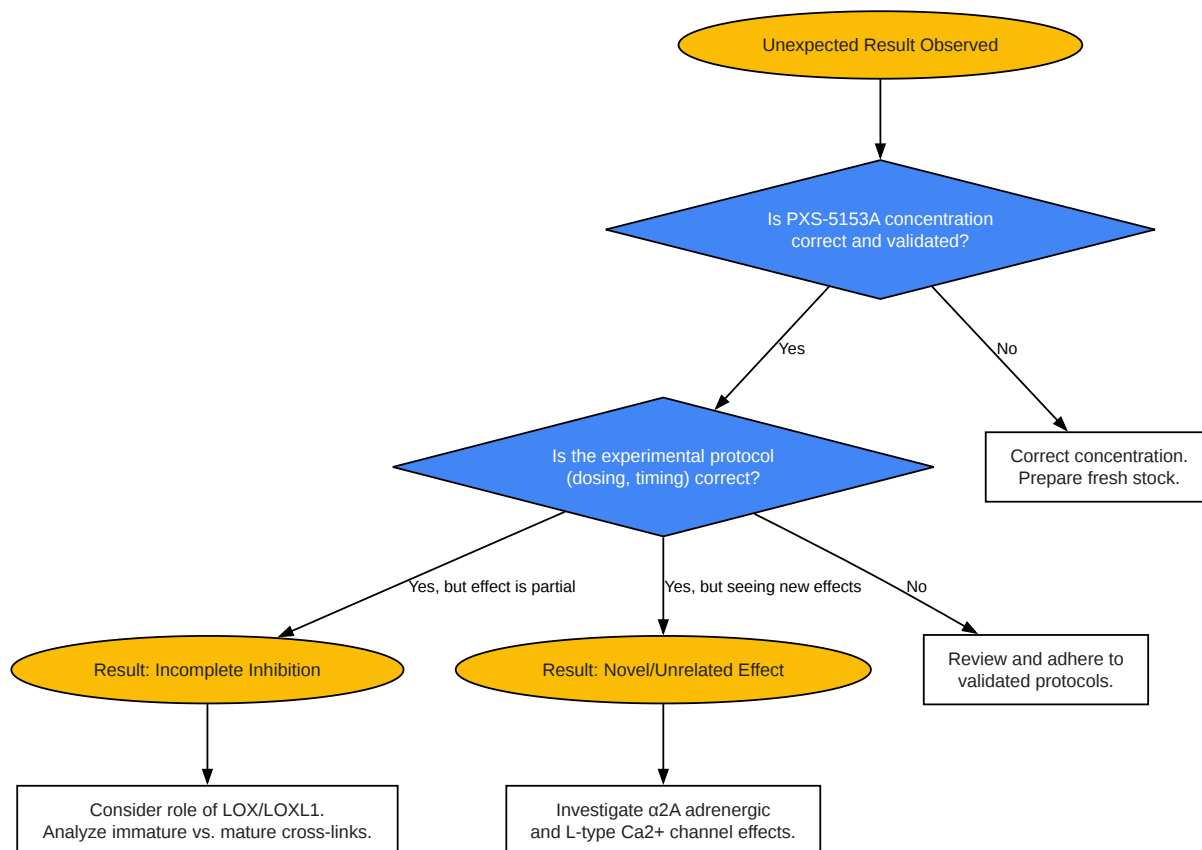 Unexpected Result Observed
Is PXS-5153A concentration
correct and validated?
Yes
No
Is the experimental protocol
(dosing, timing) correct?
Correct concentration.
Prepare fresh stock.
Yes, but effect is partial
Yes, but seeing new effects
No
Result: Incomplete Inhibition
Result: Novel/Unrelated Effect
Review and adhere to
validated protocols.
Consider role of LOX/LOXL1.
Analyze immature vs. mature cross-links.
Investigate α2A adrenergic
and L-type Ca2+ channel effects.